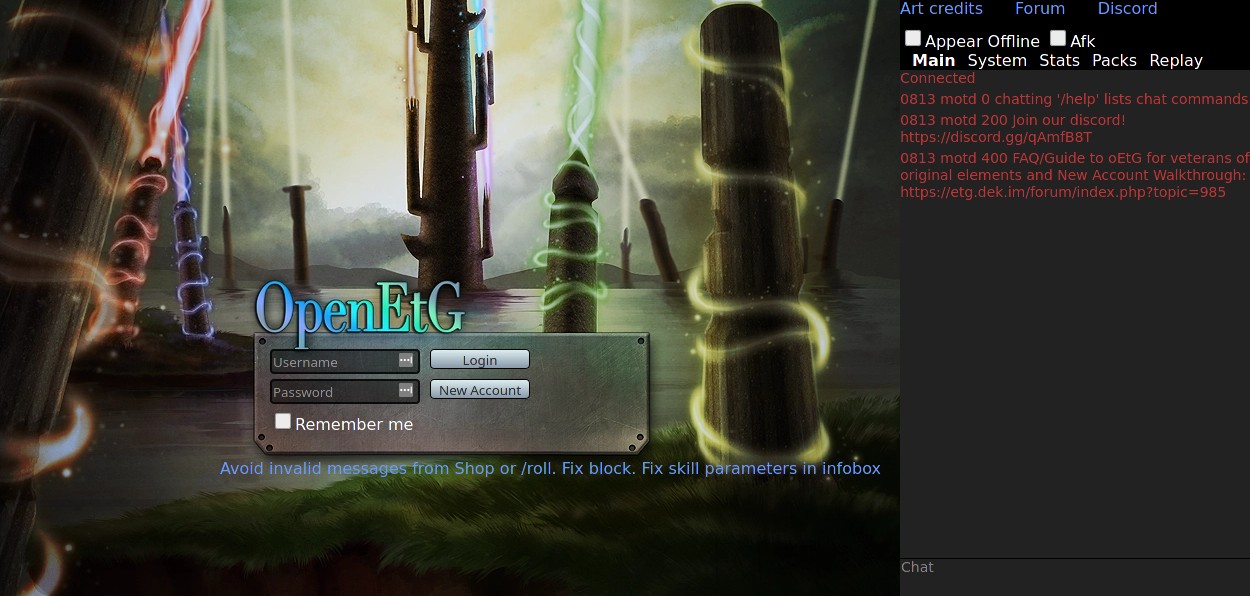 Art credits Forum Discord
Appear Offline Afk
Main System Stats Packs Replay
Connected
0813 motd 0 chatting '/help' lists chat commands
0813 motd 200 Join our discord!
https://discord.gg/qAmfB8T
0813 motd 400 FAQ/Guide to oEtG for veterans of
original elements and New Account Walkthrough:
https://etg.dek.im/forum/index.php?topic=985
OpenEtG
Username Login
Password New Account
Remember me
Avoid invalid messages from Shop or /roll. Fix block. Fix skill parameters in infobox
Chat